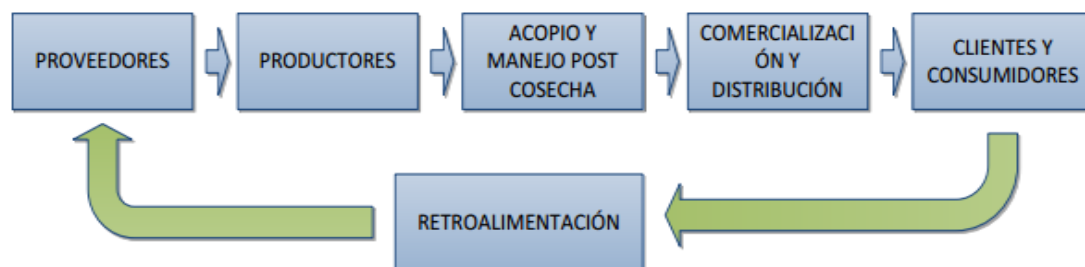 PROVEEDORES
PRODUCTORES
ACOPIO Y
MANEJO POST
COSECHA
COMERCIALIZACI
ÓN Y
DISTRIBUCIÓN
CLIENTES Y
CONSUMIDORES
RETROALIMENTACIÓN